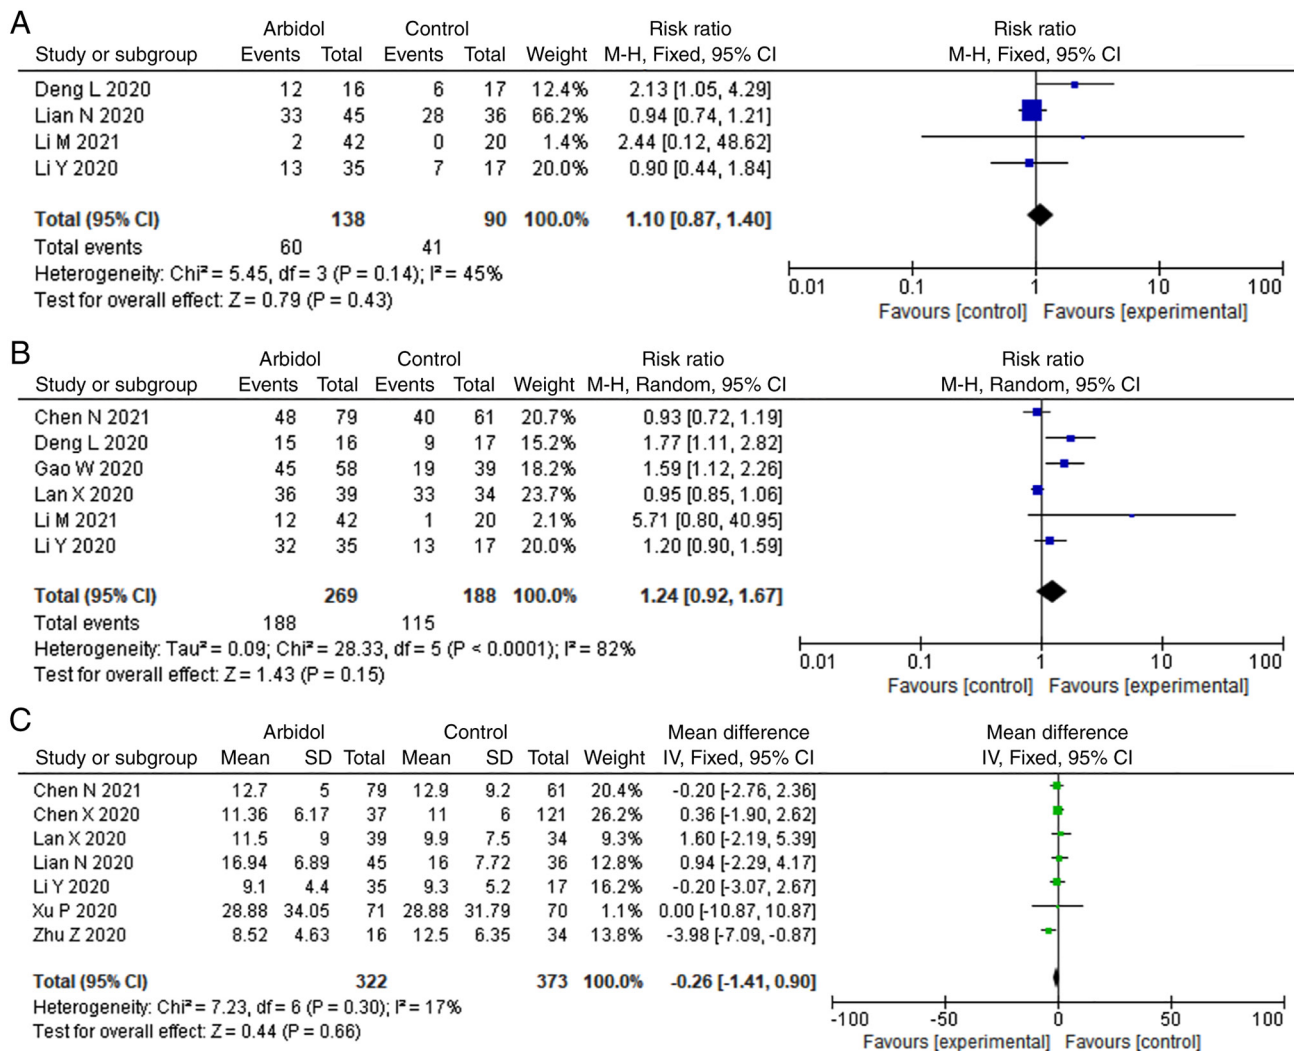 A
Arbidol Control Risk ratio Risk ratio
Study or subgroup Events Total Events Total Weight M-H, Fixed, 95% CI M-H, Fixed, 95% CI
Deng L 2020 12 16 6 17 12.4% 2.13 [1.05, 4.29]
Lian N 2020 33 45 28 36 66.2% 0.94 [0.74, 1.21]
Li M 2021 2 42 0 20 1.4% 2.44 [0.12, 48.62]
Li Y 2020 13 35 7 17 20.0% 0.90 [0.44, 1.84]
Total (95% CI) 138 90 100.0% 1.10 [0.87, 1.40]
Total events 60 41
Heterogeneity: Chi² = 5.45, df = 3 (P = 0.14); I² = 45%
Test for overall effect: Z = 0.79 (P = 0.43)
0.01 0.1 1 10 100
Favours [control] Favours [experimental]
B
Arbidol Control Risk ratio Risk ratio
Study or subgroup Events Total Events Total Weight M-H, Random, 95% CI M-H, Random, 95% CI
Chen N 2021 48 79 40 61 20.7% 0.93 [0.72, 1.19]
Deng L 2020 15 16 9 17 15.2% 1.77 [1.11, 2.82]
Gao W 2020 45 58 19 39 18.2% 1.59 [1.12, 2.26]
Lan X 2020 36 39 33 34 23.7% 0.95 [0.85, 1.06]
Li M 2021 12 42 1 20 2.1% 5.71 [0.80, 40.95]
Li Y 2020 32 35 13 17 20.0% 1.20 [0.90, 1.59]
Total (95% CI) 269 188 100.0% 1.24 [0.92, 1.67]
Total events 188 115
Heterogeneity: Tau² = 0.09; Chi² = 28.33, df = 5 (P < 0.0001); I² = 82%
Test for overall effect: Z = 1.43 (P = 0.15)
0.01 0.1 1 10 100
Favours [control] Favours [experimental]
C
Arbidol Control Mean difference Mean difference
Study or subgroup Mean SD Total Mean SD Total Weight IV, Fixed, 95% CI IV, Fixed, 95% CI
Chen N 2021 12.7 5 79 12.9 9.2 61 20.4% -0.20 [-2.76, 2.36]
Chen X 2020 11.36 6.17 37 11 6 121 26.2% 0.36 [-1.90, 2.62]
Lan X 2020 11.5 9 39 9.9 7.5 34 9.3% 1.60 [-2.19, 5.39]
Lian N 2020 16.94 6.89 45 16 7.72 36 12.8% 0.94 [-2.29, 4.17]
Li Y 2020 9.1 4.4 35 9.3 5.2 17 16.2% -0.20 [-3.07, 2.67]
Xu P 2020 28.88 34.05 71 28.88 31.79 70 1.1% 0.00 [-10.87, 10.87]
Zhu Z 2020 8.52 4.63 16 12.5 6.35 34 13.8% -3.98 [-7.09, -0.87]
Total (95% CI) 322 373 100.0% -0.26 [-1.41, 0.90]
Heterogeneity: Chi² = 7.23, df = 6 (P = 0.30); I² = 17%
Test for overall effect: Z = 0.44 (P = 0.66)
-100 -50 0 50 100
Favours [experimental] Favours [control]